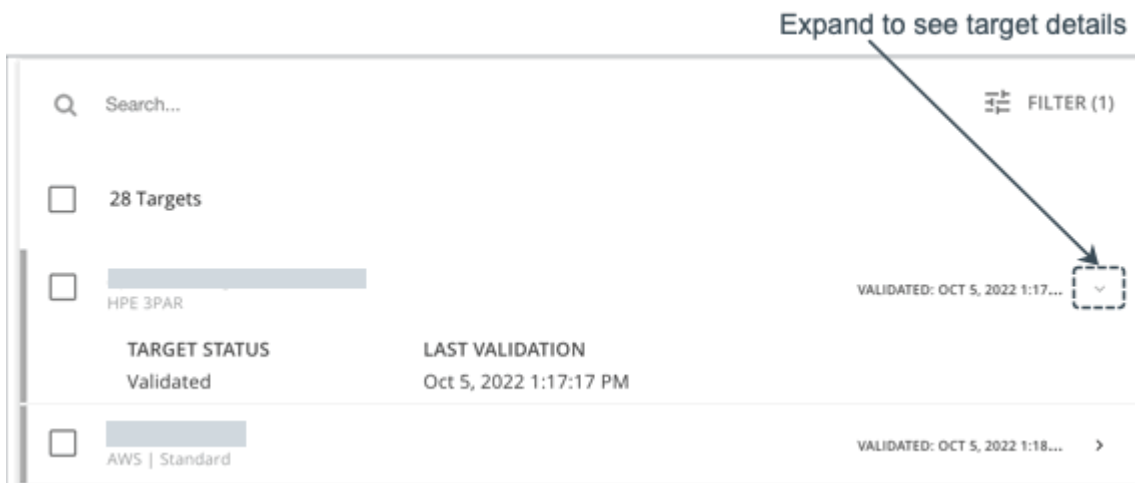 Expand to see target details
Search...
FILTER (1)
28 Targets
VALIDATED: OCT 5, 2022 1:17...
HPE 3PAR
TARGET STATUS LAST VALIDATION
Validated Oct 5, 2022 1:17:17 PM
VALIDATED: OCT 5, 2022 1:18...
AWS | Standard